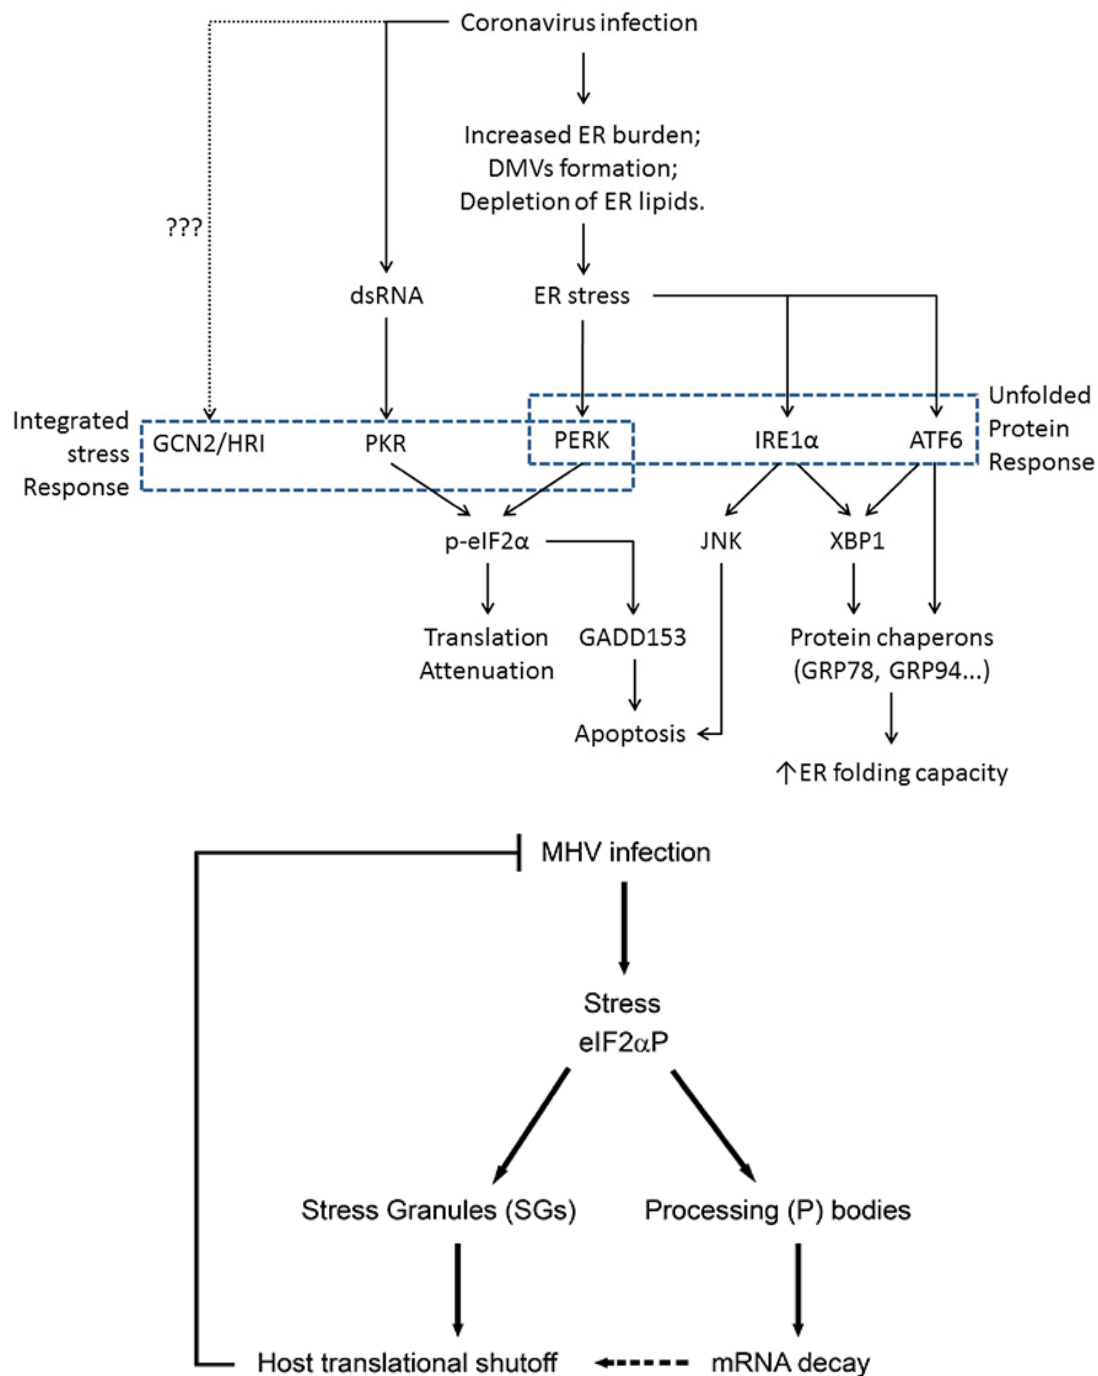 Coronavirus infection
Increased ER burden;
DMVs formation;
Depletion of ER lipids.
???
dsRNA
ER stress
Integrated
stress
Response
GCN2/HRI
PKR
PERK
IRE1α
ATF6
Unfolded
Protein
Response
p-eIF2α
JNK
XBP1
Translation
Attenuation
GADD153
Protein chaperons
(GRP78, GRP94...)
Apoptosis
↑ER folding capacity
MHV infection
Stress
eIF2αP
Stress Granules (SGs)
Processing (P) bodies
Host translational shutoff
mRNA decay